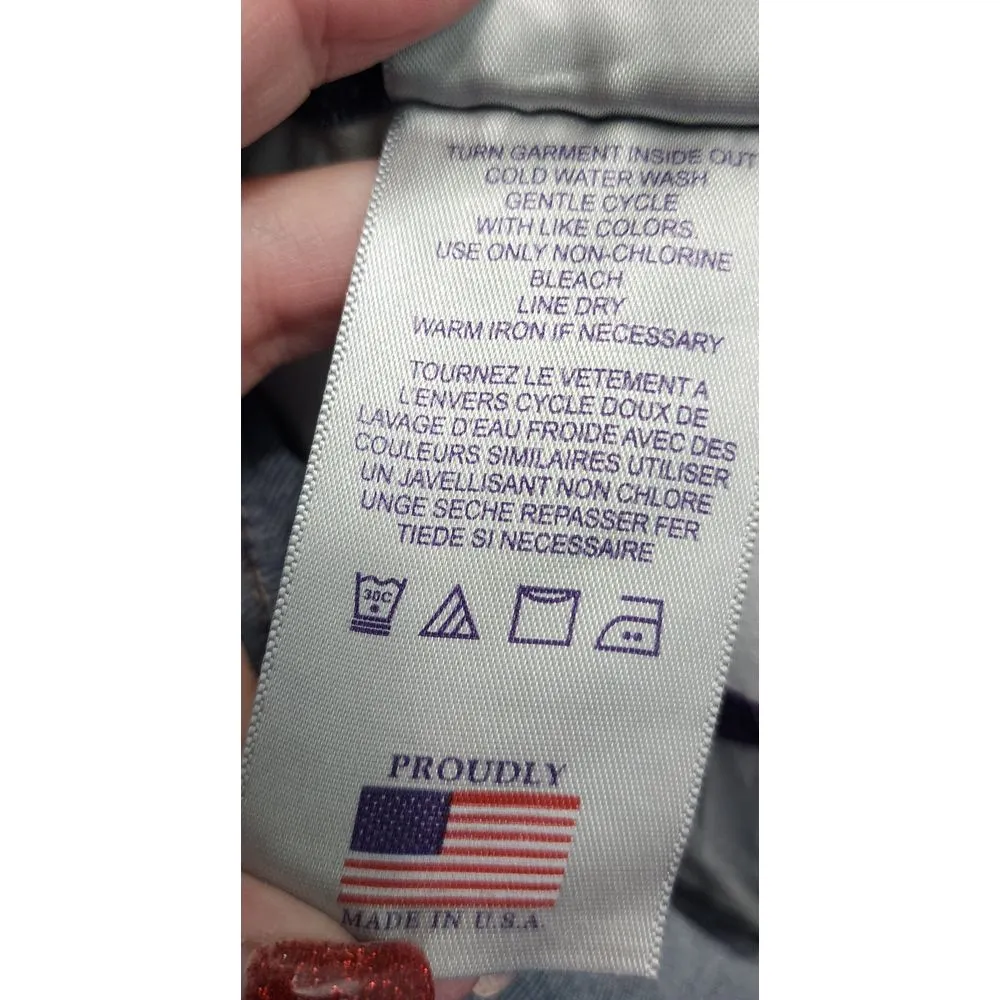 TURN GARMENT INSIDE OUT
COLD WATER WASH
GENTLE CYCLE
WITH LIKE COLORS
USE ONLY NON-CHLORINE
BLEACH
LINE DRY
WARM IRON IF NECESSARY
TOURNEZ LE VETEMENT A
L'ENVERS CYCLE DOUX DE
LAVAGE D'EAU FROIDE AVEC DES
COULEURS SIMILAIRES UTILISER
UN JAVELLISANT NON CHLORE
UNGE SECHE REPASSER FER
TIEDE SI NECESSAIRE
30C
PROUDLY
MADE IN U.S.A.